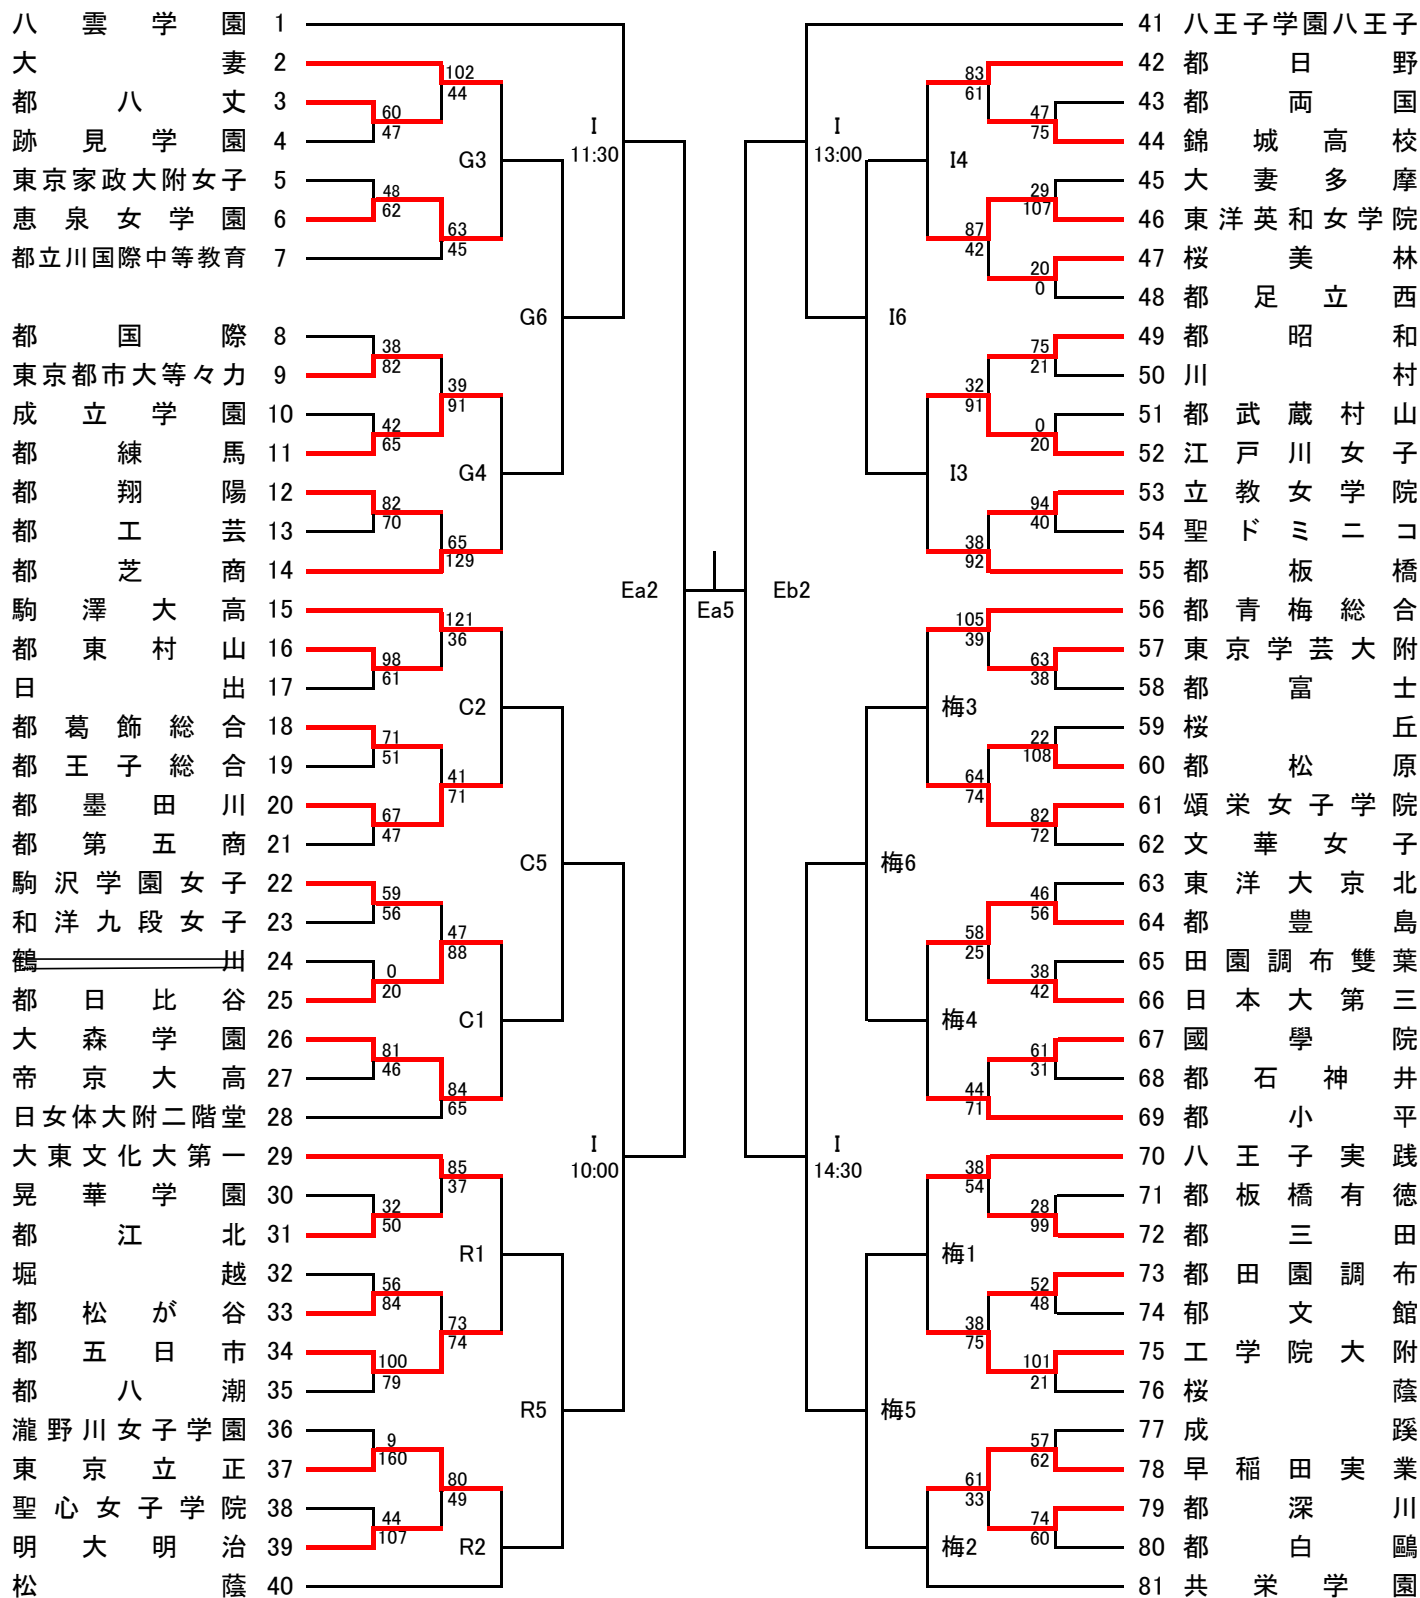 八雲学園 1
大妻 2
都八丈 3
跡見学園 4
東京家政大附女子 5
恵泉女学園 6
都立川国際中等教育 7
都国際 8
東京都市大等々力 9
成立学園 10
都練馬 11
都翔陽 12
都工芸 13
都芝商 14
駒澤大高 15
都東村山 16
日出 17
都葛飾総合 18
都王子総合 19
都墨田川 20
都第五商 21
駒沢学園女子 22
和洋九段女子 23
鶴川 24
都日比谷 25
大森学園 26
帝京大高 27
日女体大附二階堂 28
大東文化大第一 29
晃華学園 30
都江北 31
堀越 32
都松が谷 33
都五日市 34
都八潮 35
瀧野川女子学園 36
東京立正 37
聖心女子学院 38
明大明治 39
松蔭 40
60
47
48
62
38
82
42
65
82
70
98
61
71
51
67
47
59
56
0
20
81
46
32
50
56
84
100
79
9
160
44
107
102
44
63
45
39
91
65
129
121
36
41
71
47
88
84
65
85
37
73
74
80
49
G3
G4
C2
C1
R1
R2
G6
C5
R5
I
11:30
I
10:00
Ea2
Ea5
Eb2
I
13:00
I
14:30
I6
梅6
梅5
I4
I3
梅3
梅4
梅1
梅2
83
61
87
42
32
91
38
92
105
39
64
74
58
25
44
71
38
54
38
75
61
33
47
75
29
107
20
0
75
21
0
20
94
40
63
38
22
108
82
72
46
56
38
42
61
31
28
99
52
48
101
21
57
62
74
60
41 八王子学園八王子
42 都日野
43 都両国
44 錦城高校
45 大妻多摩
46 東洋英和女学院
47 桜美林
48 都足立西
49 都昭和
50 川村
51 都武蔵村山
52 江戸川女子
53 立教女学院
54 聖ドミニコ
55 都板橋
56 都青梅総合
57 東京学芸大附
58 都富士
59 桜丘
60 都松原
61 頌栄女子学院
62 文華女子
63 東洋大京北
64 都豊島
65 田園調布雙葉
66 日本大第三
67 國學院
68 都石神井
69 都小平
70 八王子実践
71 都板橋有徳
72 都三田
73 都田園調布
74 郁文館
75 工学院大附
76 桜蔭
77 成蹊
78 早稲田実業
79 都深川
80 都白鷗
81 共栄学園